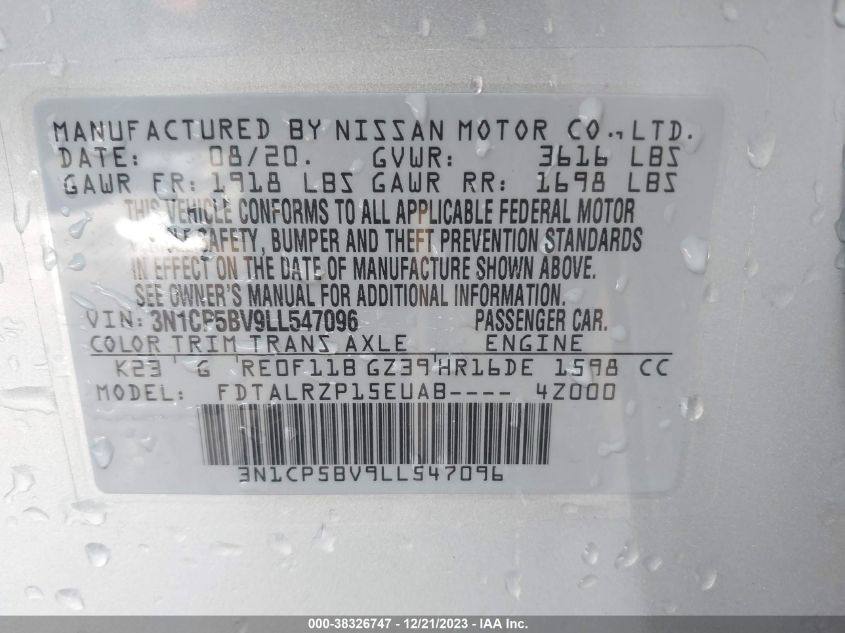 MANUFACTURED BY NISSAN MOTOR CO., LTD.
DATE: 08/20. GVWR: 3616 LBS
GAWR FR: 1918 LBS GAWR RR: 1698 LBS
THIS VEHICLE CONFORMS TO ALL APPLICABLE FEDERAL MOTOR
VEHICLE SAFETY, BUMPER AND THEFT PREVENTION STANDARDS
IN EFFECT ON THE DATE OF MANUFACTURE SHOWN ABOVE.
SEE OWNER'S MANUAL FOR ADDITIONAL INFORMATION.
VIN: 3N1CP5BV9LL547096 PASSENGER CAR.
COLOR TRIM TRANS AXLE ENGINE
K23 G RE0F11B GZ39 HR16DE 1598 CC
MODEL: FDTALRZP15EUAB---- 4Z000
3N1CP5BV9LL547096
000-38326747 - 12/21/2023 - IAA Inc.